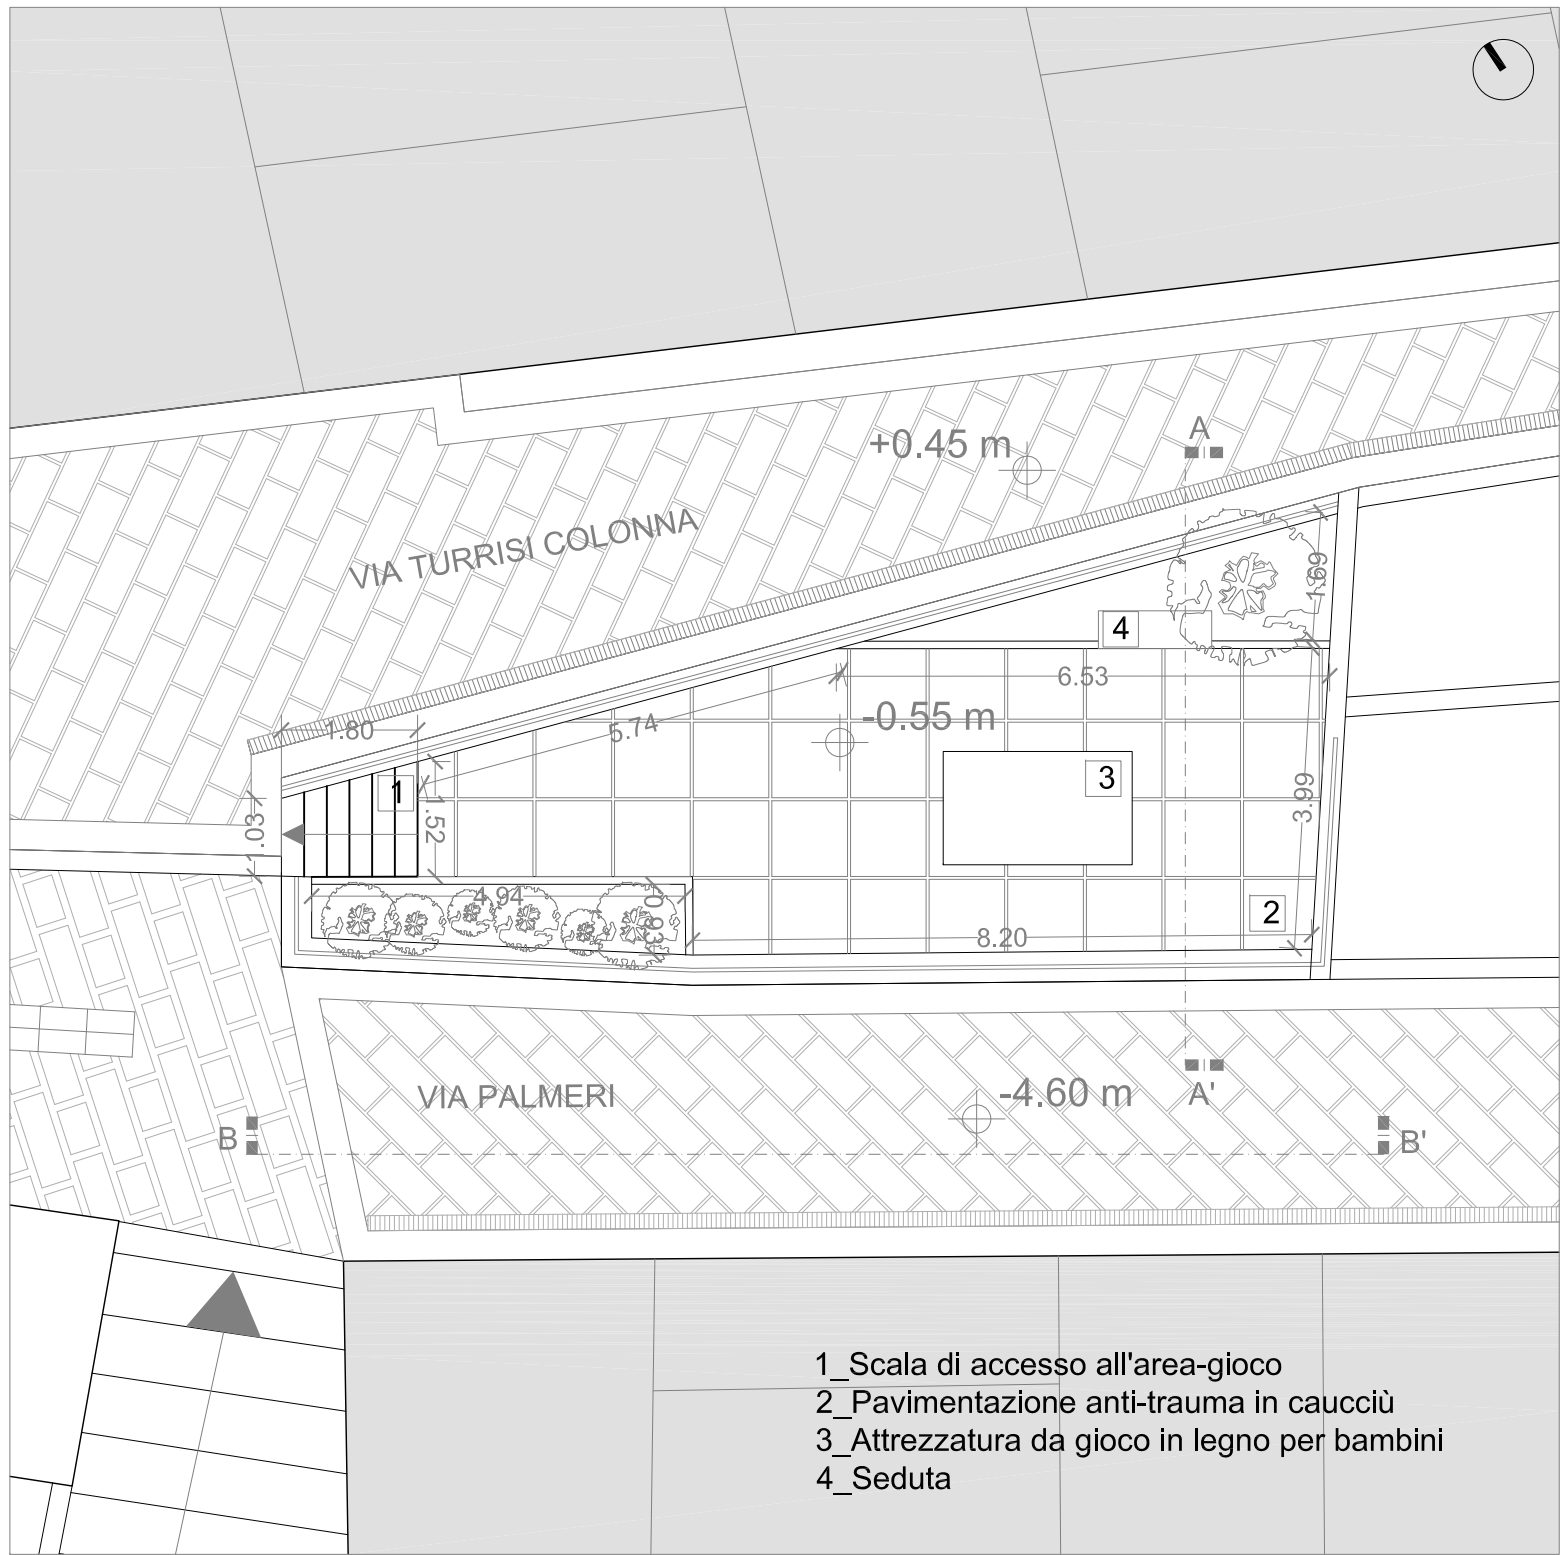 A
+0.45 m
VIA TURRISI COLONNA
1.69
4
6.53
-0.55 m
5.74
1.80
3
1
3.99
1.52
1.03
4.94
0.93
2
8.20
-4.60 m
VIA PALMERI
A'
B
B'
1_Scala di accesso all'area-gioco
2_Pavimentazione anti-trauma in caucciù
3_Attrezzatura da gioco in legno per bambini
4_Seduta